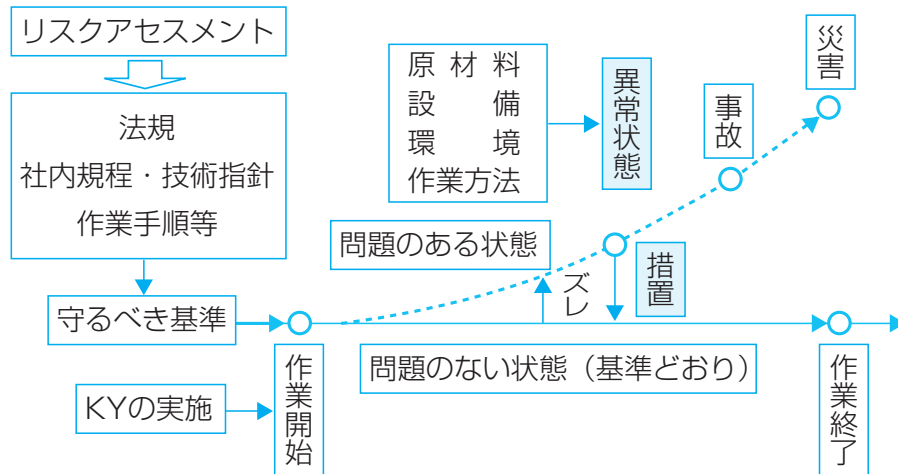 リスクアセスメント
法規
社内規程・技術指針
作業手順等
守るべき基準
KYの実施
作業開始
原材料
設備
環境
作業方法
異常状態
問題のある状態
ズレ
措置
事故
災害
問題のない状態（基準どおり）
作業終了